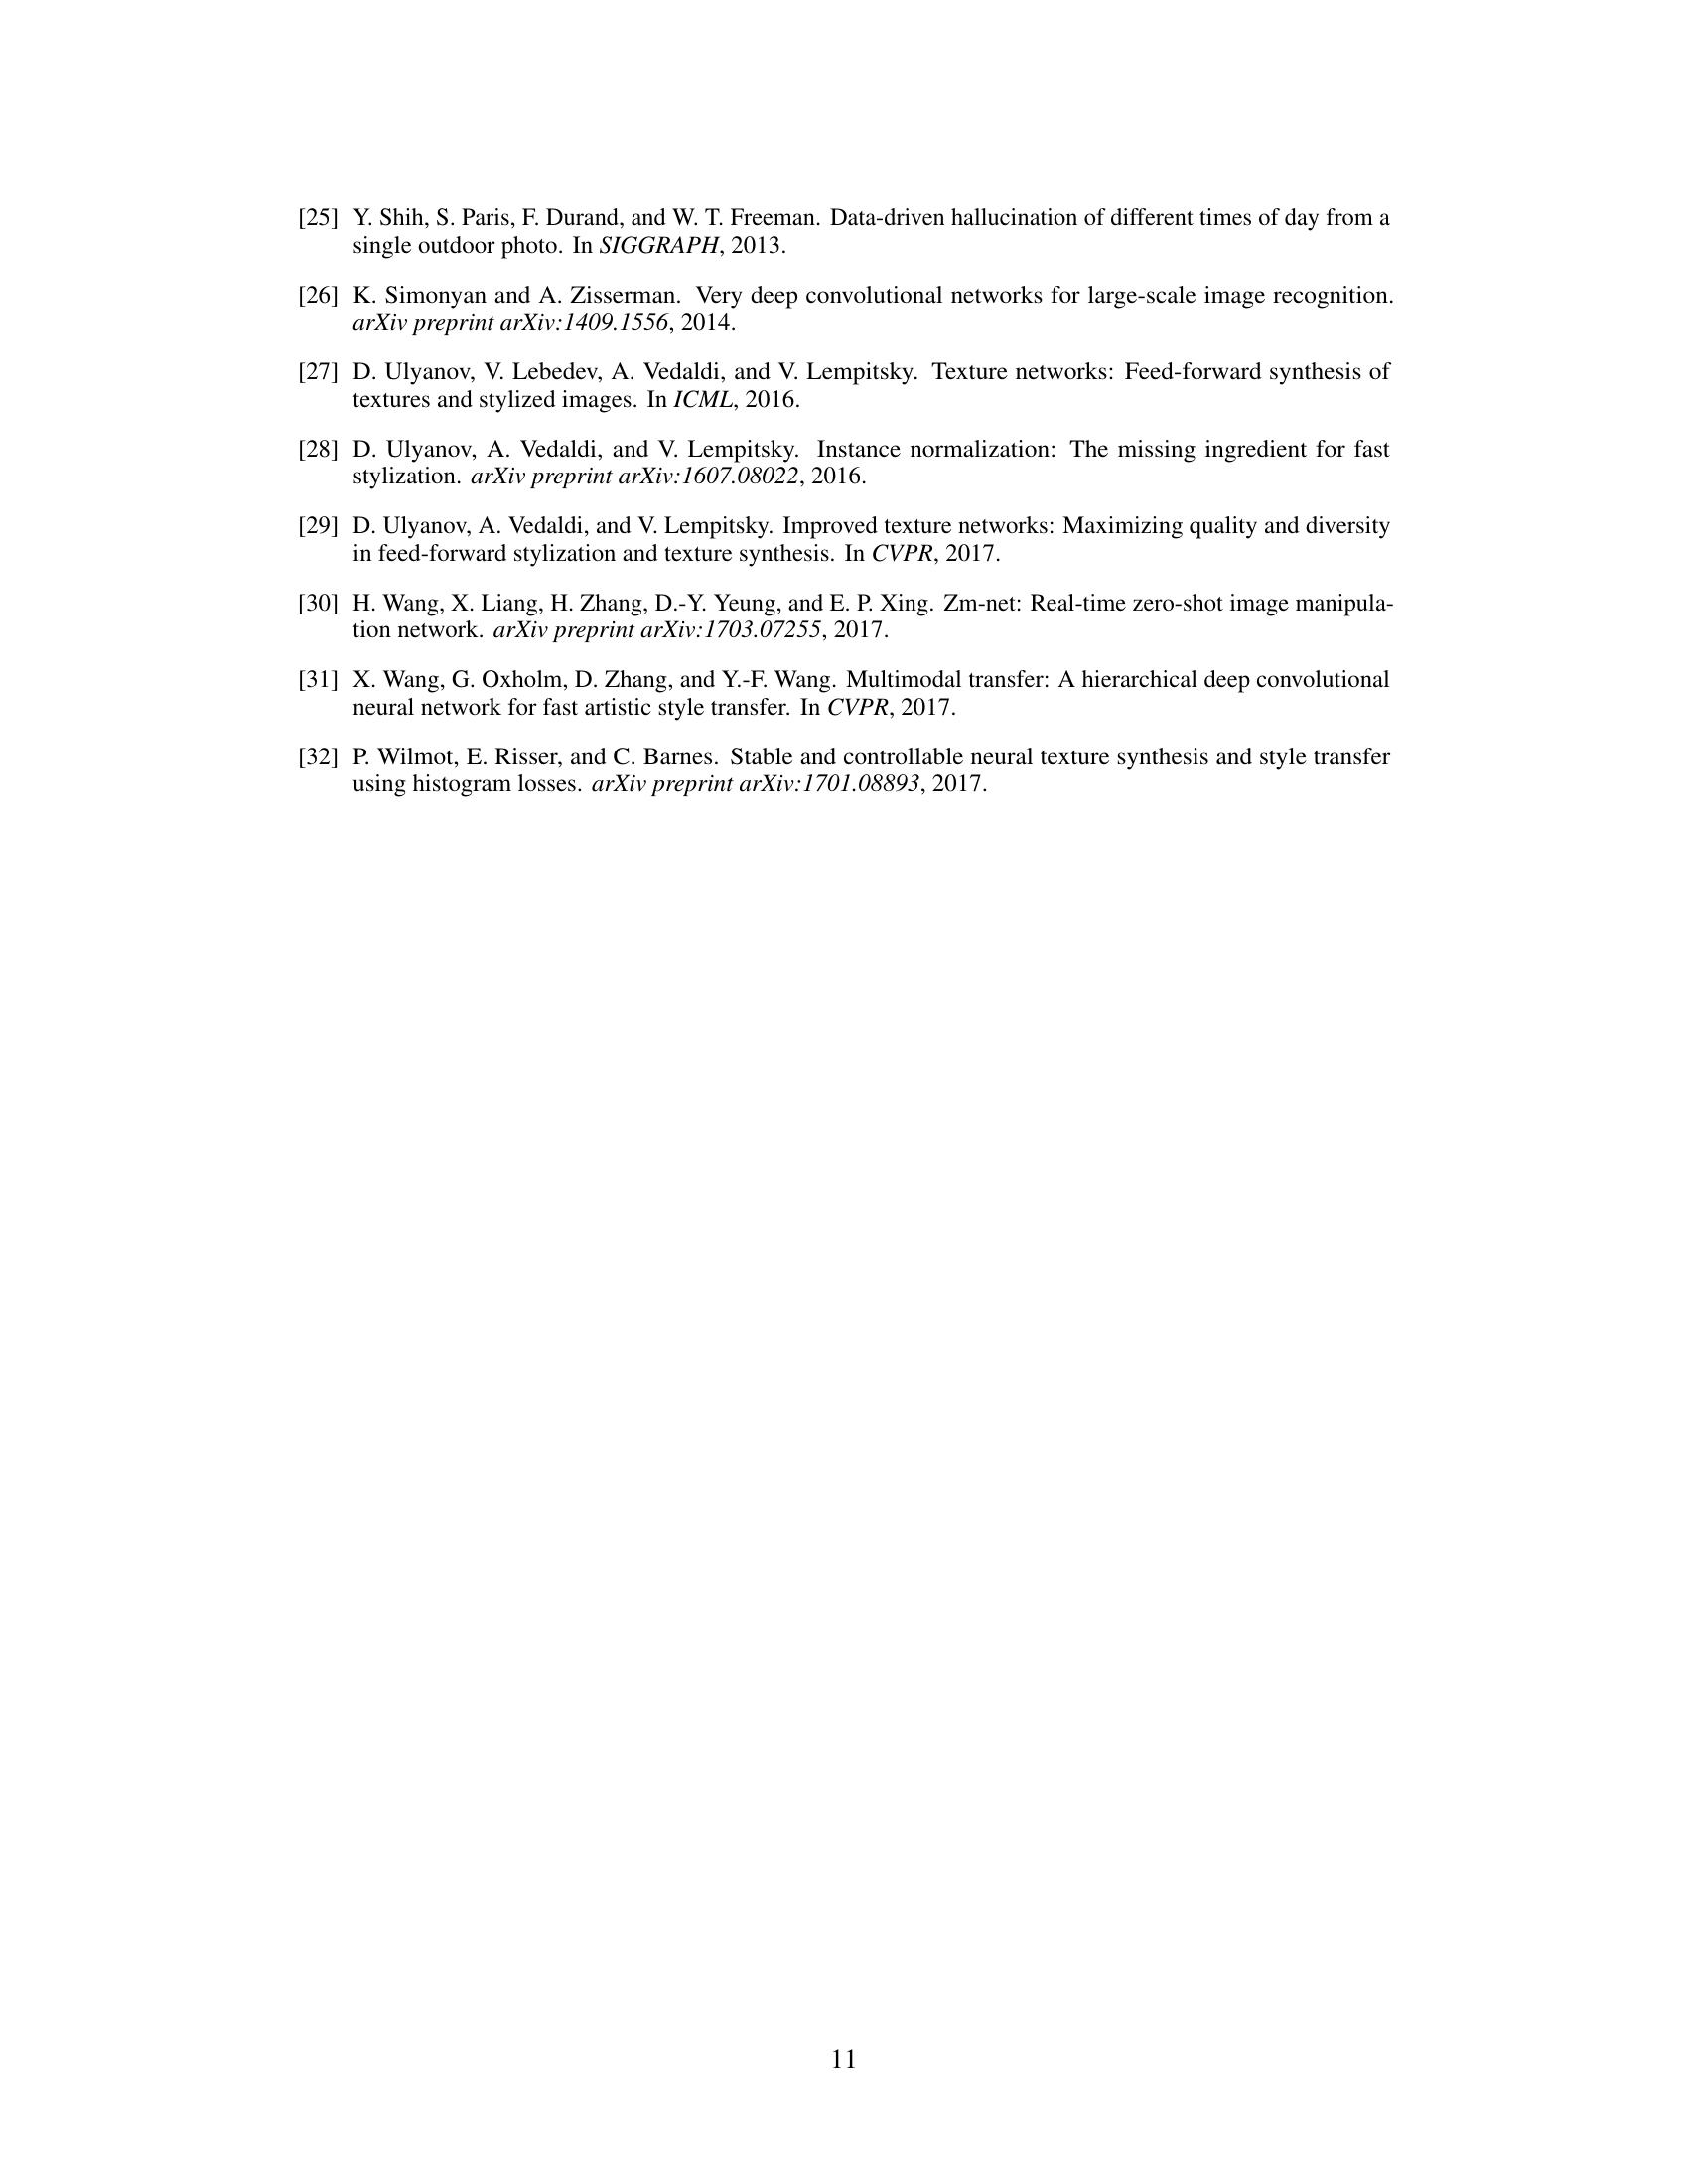 [25] Y. Shih, S. Paris, F. Durand, and W. T. Freeman. Data-driven hallucination of different times of day from a
single outdoor photo. In SIGGRAPH, 2013.
[26] K. Simonyan and A. Zisserman. Very deep convolutional networks for large-scale image recognition.
arXiv preprint arXiv:1409.1556, 2014.
[27] D. Ulyanov, V. Lebedev, A. Vedaldi, and V. Lempitsky. Texture networks: Feed-forward synthesis of
textures and stylized images. In ICML, 2016.
[28] D. Ulyanov, A. Vedaldi, and V. Lempitsky. Instance normalization: The missing ingredient for fast
stylization. arXiv preprint arXiv:1607.08022, 2016.
[29] D. Ulyanov, A. Vedaldi, and V. Lempitsky. Improved texture networks: Maximizing quality and diversity
in feed-forward stylization and texture synthesis. In CVPR, 2017.
[30] H. Wang, X. Liang, H. Zhang, D.-Y. Yeung, and E. P. Xing. Zm-net: Real-time zero-shot image manipula-
tion network. arXiv preprint arXiv:1703.07255, 2017.
[31] X. Wang, G. Oxholm, D. Zhang, and Y.-F. Wang. Multimodal transfer: A hierarchical deep convolutional
neural network for fast artistic style transfer. In CVPR, 2017.
[32] P. Wilmot, E. Risser, and C. Barnes. Stable and controllable neural texture synthesis and style transfer
using histogram losses. arXiv preprint arXiv:1701.08893, 2017.
11